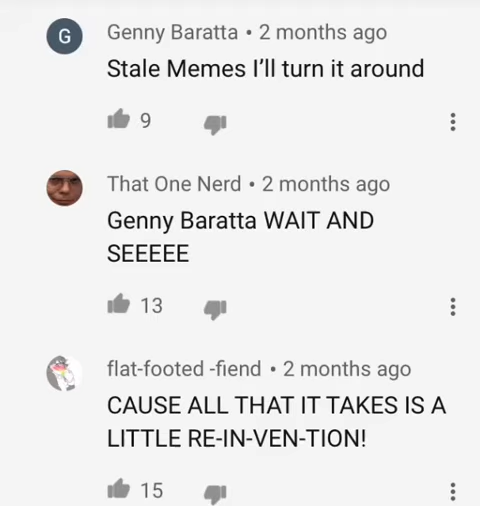 G
Genny Baratta • 2 months ago
Stale Memes I’ll turn it around
9
That One Nerd • 2 months ago
Genny Baratta WAIT AND
SEEEEE
13
flat-footed -fiend • 2 months ago
CAUSE ALL THAT IT TAKES IS A
LITTLE RE-IN-VEN-TION!
15